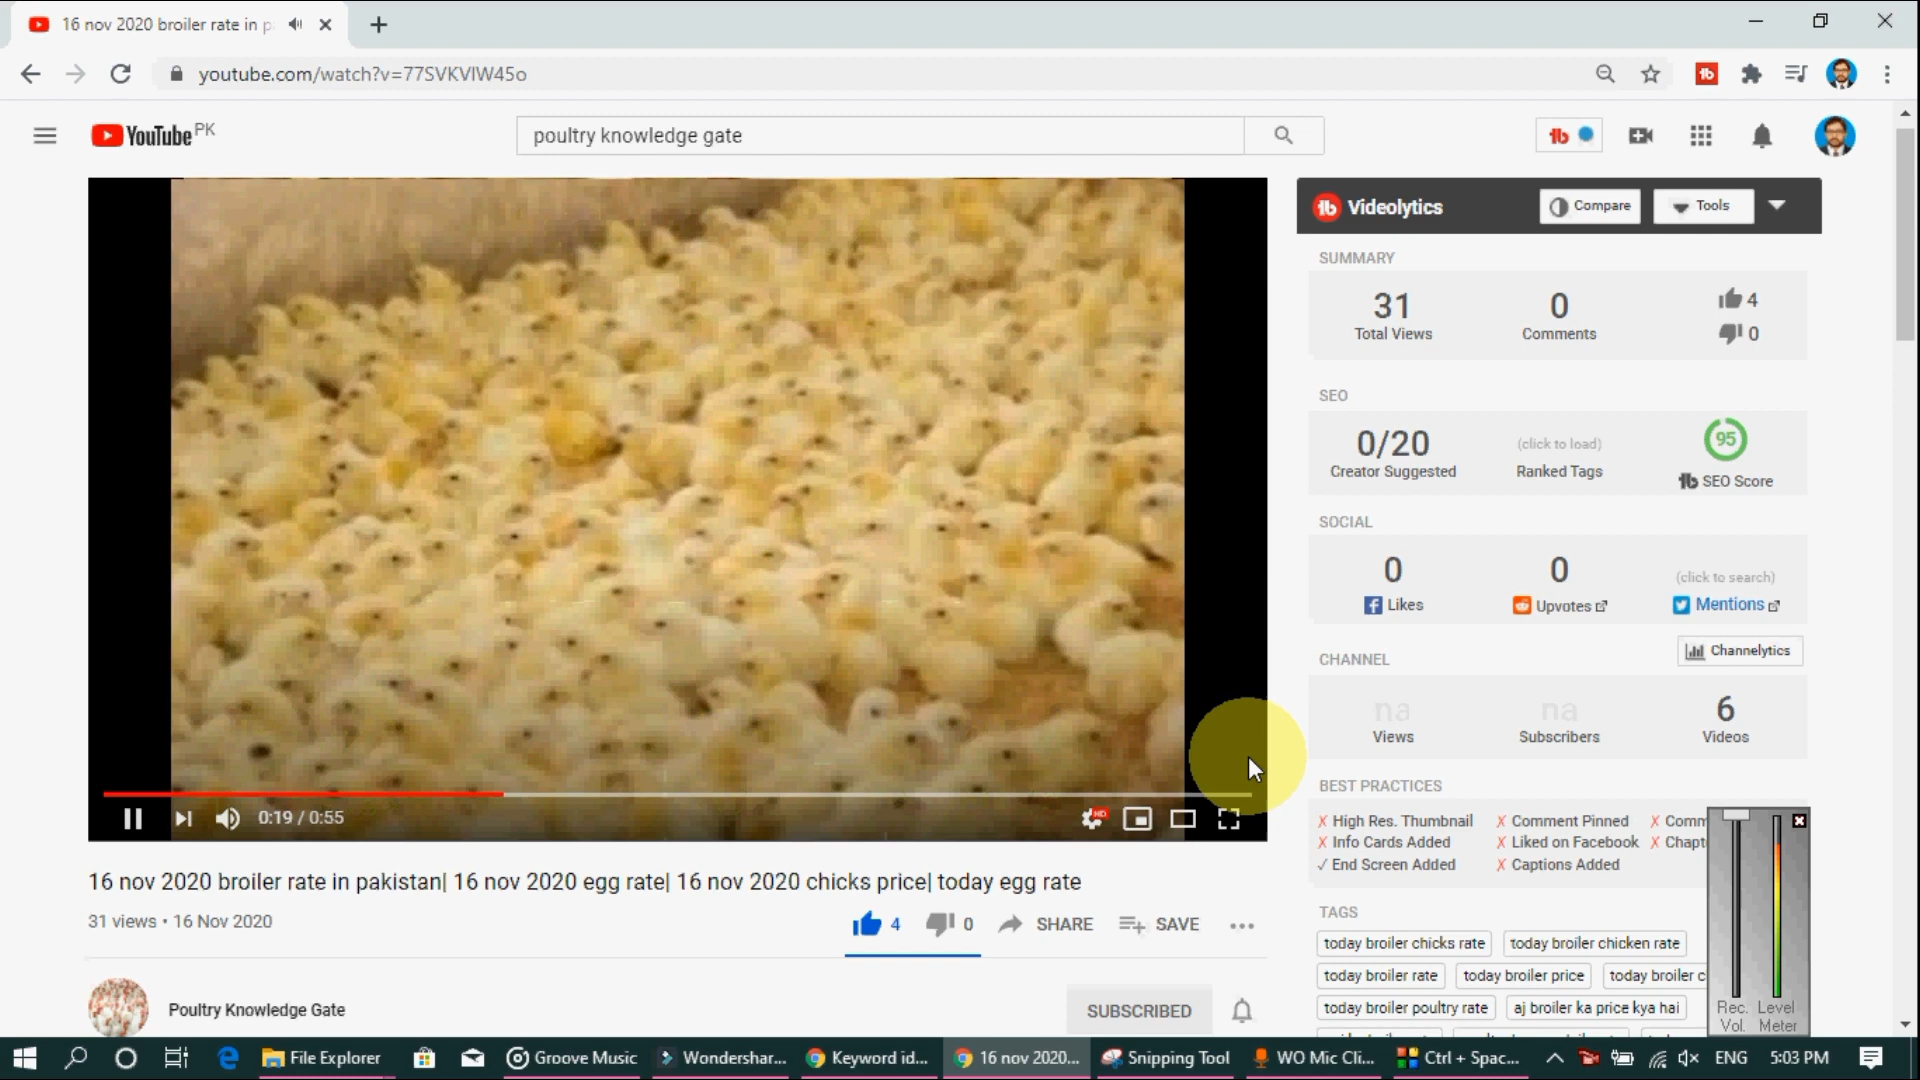 16 nov 2020 broiler rate in p
youtube.com/watch?v=77SVKVIW45o
YouTube PK
poultry knowledge gate
Videolytics
Compare
Tools
SUMMARY
31
0
4
Total Views
Comments
0
SEO
0/20
(click to load)
95
Creator Suggested
Ranked Tags
SEO Score
SOCIAL
0
0
(click to search)
Likes
Upvotes
Mentions
CHANNEL
Channelytics
na
na
6
Views
Subscribers
Videos
BEST PRACTICES
X High Res. Thumbnail
X Comment Pinned
X Comm
X Info Cards Added
X Liked on Facebook
X Chapt
✓ End Screen Added
X Captions Added
TAGS
today broiler chicks rate
today broiler chicken rate
today broiler rate
today broiler price
today broiler c
today broiler poultry rate
aj broiler ka price kya hai
Rec. Vol.
Level Meter
0:19 / 0:55
HD
16 nov 2020 broiler rate in pakistan| 16 nov 2020 egg rate| 16 nov 2020 chicks price| today egg rate
31 views • 16 Nov 2020
4
0
SHARE
SAVE
Poultry Knowledge Gate
SUBSCRIBED
File Explorer
Groove Music
Wondershar...
Keyword id...
16 nov 2020...
Snipping Tool
WO Mic Cli...
Ctrl + Spac...
ENG
5:03 PM